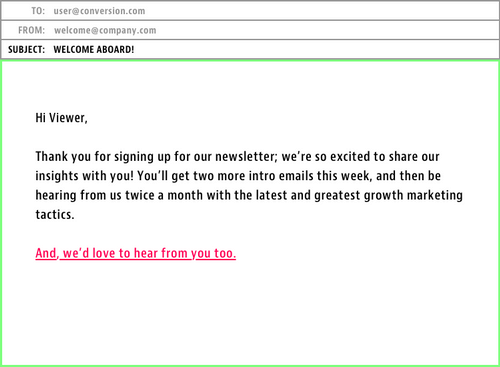 TO: user@conversion.com
FROM: welcome@company.com
SUBJECT: WELCOME ABOARD!
Hi Viewer,
Thank you for signing up for our newsletter; we’re so excited to share our
insights with you! You’ll get two more intro emails this week, and then be
hearing from us twice a month with the latest and greatest growth marketing
tactics.
And, we’d love to hear from you too.